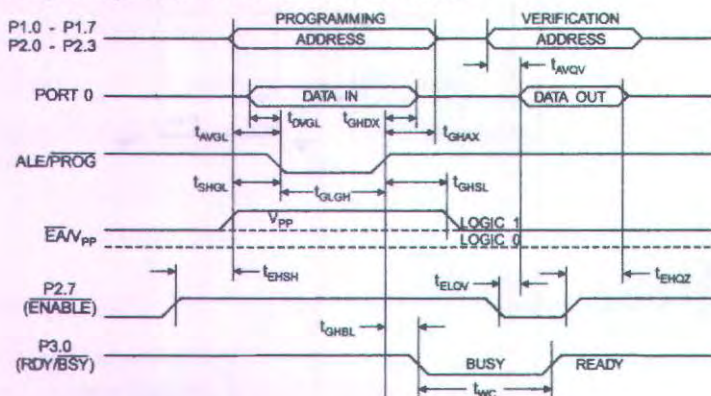 PROGRAMMING
VERIFICATION
P1.0 - P1.7
P2.0 - P2.3
ADDRESS
ADDRESS
tAVQV
PORT 0
DATA IN
DATA OUT
tDVGL
tGHDX
tAVGL
tGHAX
ALE/PROG
tSHGL
tGLGH
tGHSL
VPP
LOGIC 1
EA/VPP
LOGIC 0
tEHSH
tELQV
tEHQZ
P2.7
(ENABLE)
tGHBL
P3.0
(RDY/BSY)
BUSY
READY
tWC